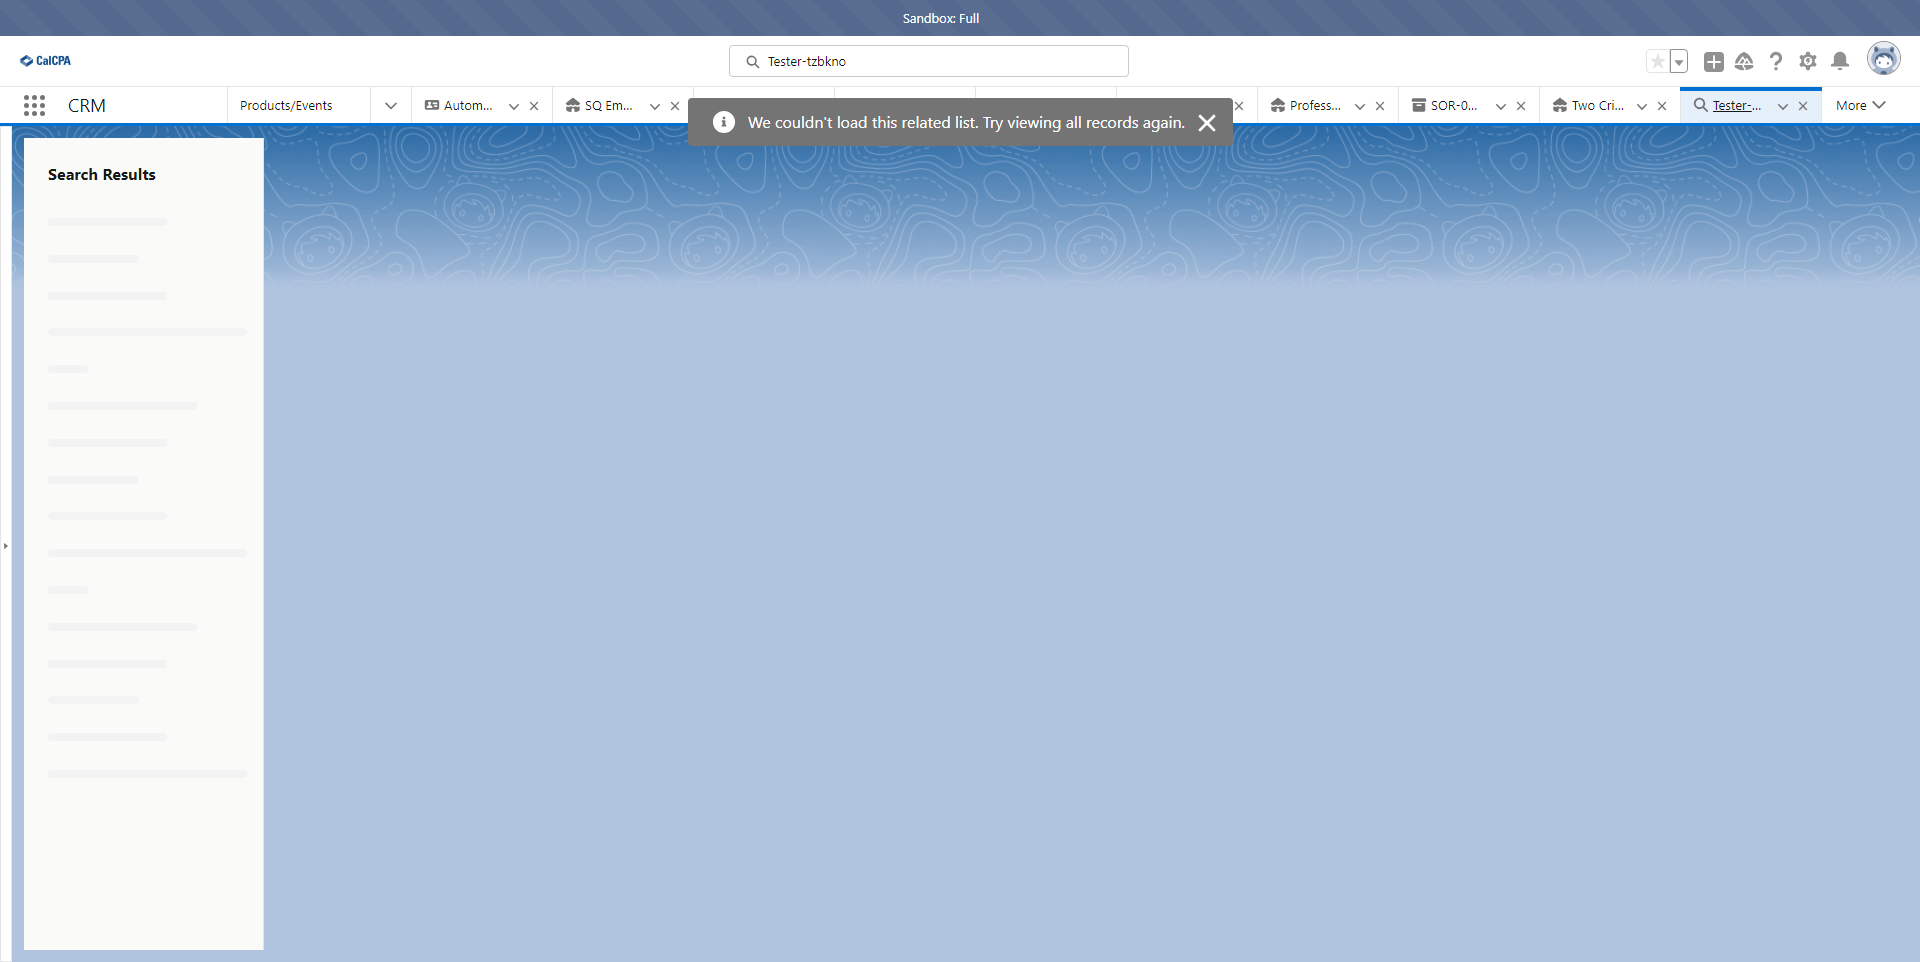 Sandbox: Full
CalCPA
Tester-tzbkno
CRM
Products/Events
Autom...
SQ Em...
Profess...
SOR-0...
Two Cri...
Tester-...
More
We couldn't load this related list. Try viewing all records again.
Search Results